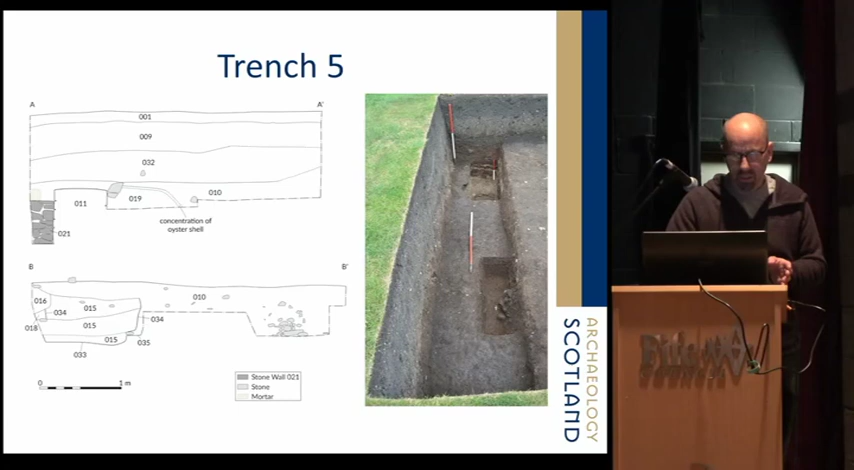 Trench 5
A
A'
001
009
032
010
011
019
021
concentration of
oyster shell
B
B'
010
016
034
015
015
034
018
015
035
033
0
1 m
Stone Wall 021
Stone
Mortar
ARCHAEOLOGY
SCOTLAND